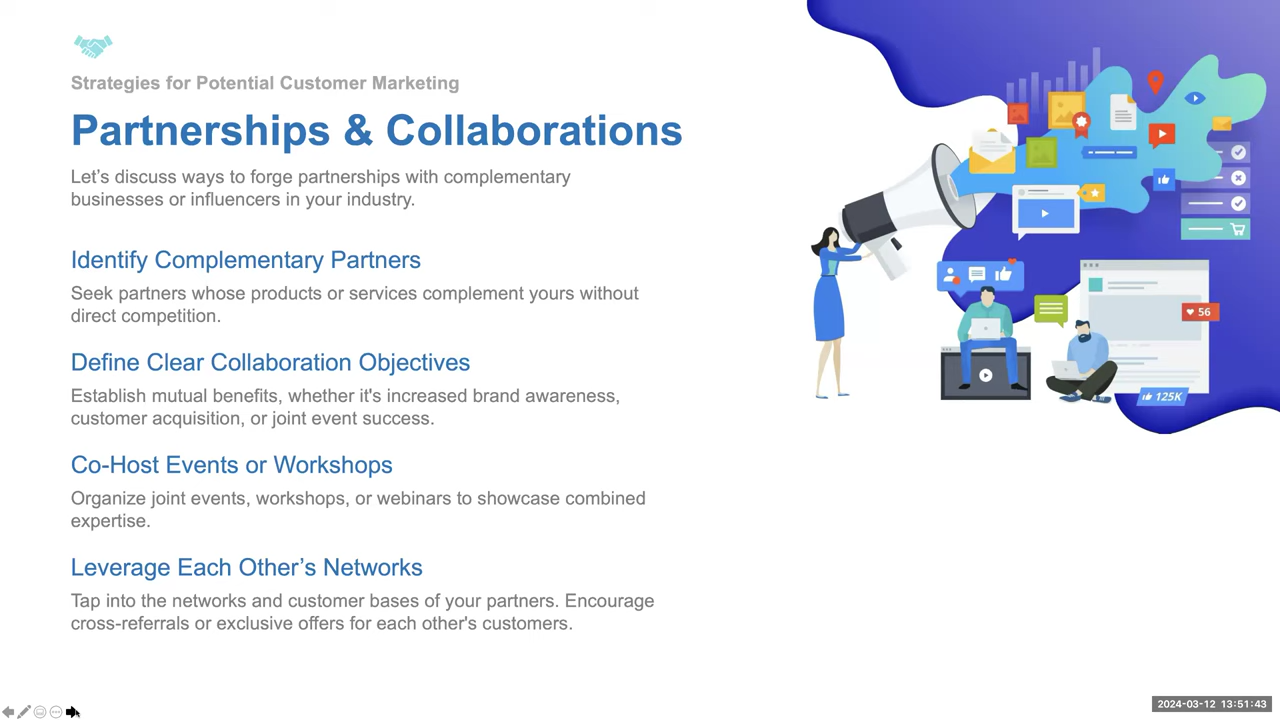 Strategies for Potential Customer Marketing
Partnerships & Collaborations
Let’s discuss ways to forge partnerships with complementary
businesses or influencers in your industry.
Identify Complementary Partners
Seek partners whose products or services complement yours without
direct competition.
Define Clear Collaboration Objectives
Establish mutual benefits, whether it's increased brand awareness,
customer acquisition, or joint event success.
Co-Host Events or Workshops
Organize joint events, workshops, or webinars to showcase combined
expertise.
Leverage Each Other’s Networks
Tap into the networks and customer bases of your partners. Encourage
cross-referrals or exclusive offers for each other's customers.
56
125K
2024-03-12 13:51:43